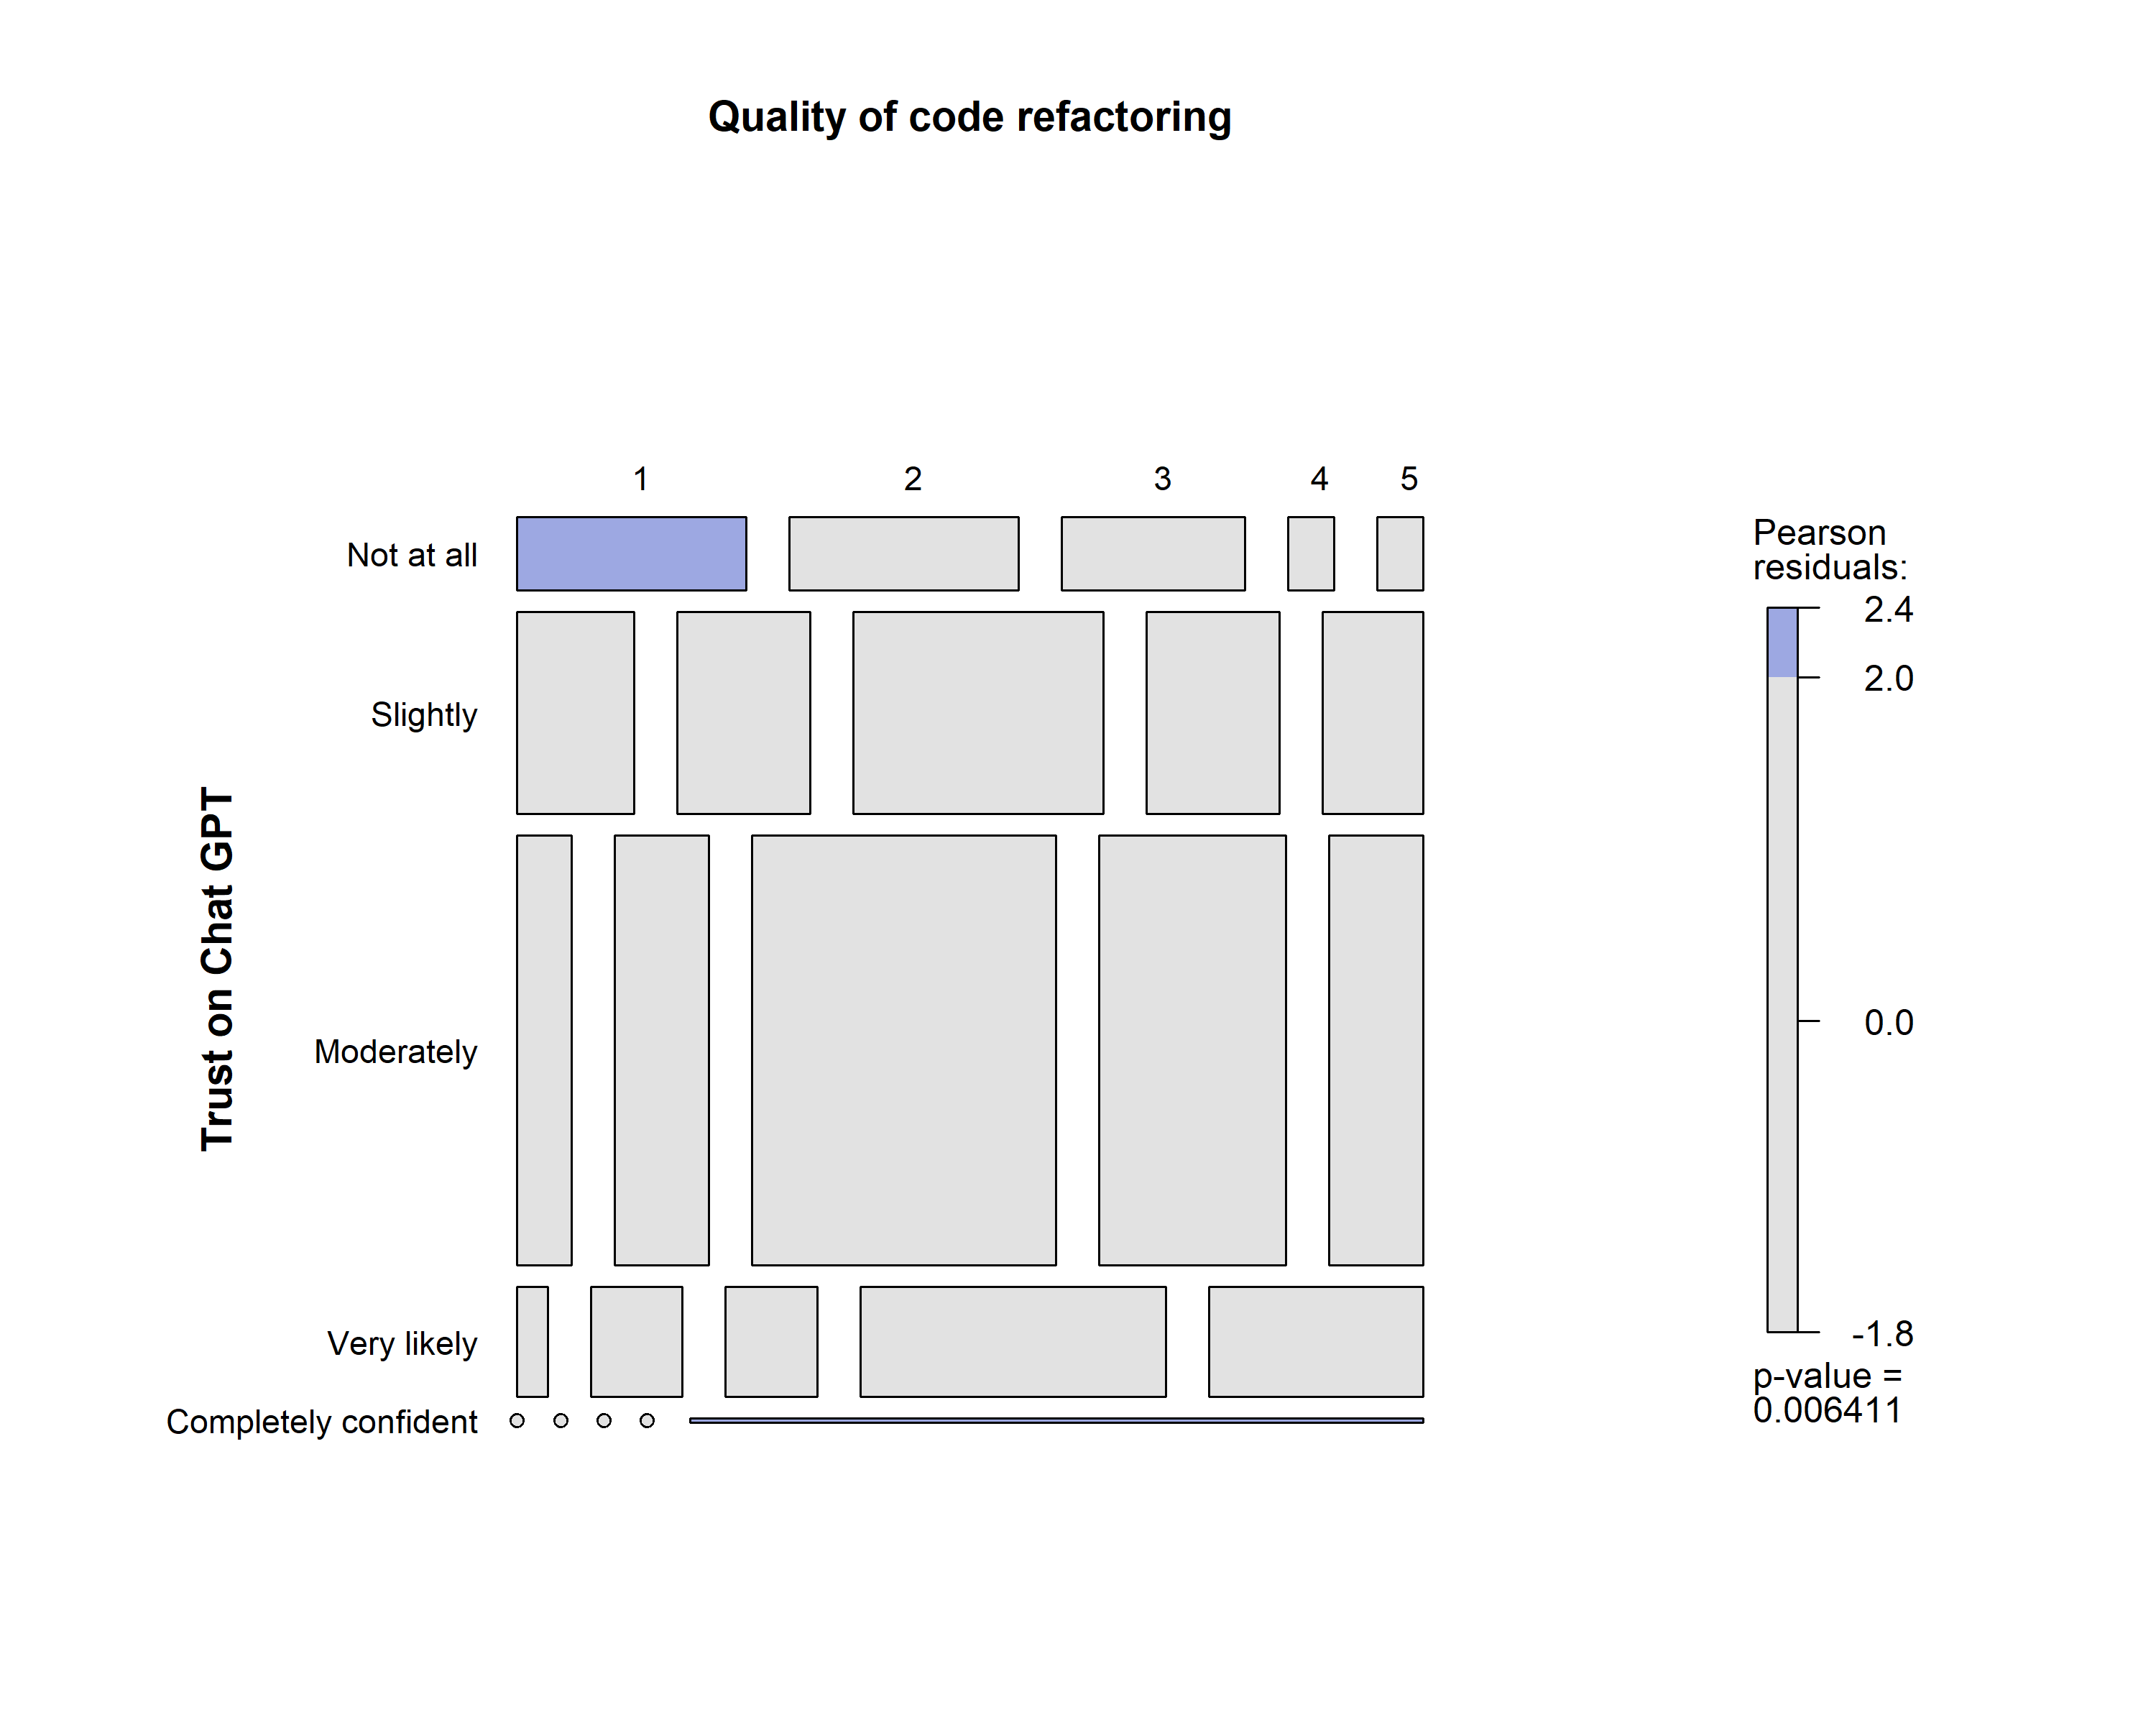 Quality of code refactoring
1 2 3 4 5
Not at all
Slightly
Moderately
Very likely
Completely confident
Trust on Chat GPT
Pearson
residuals:
2.4
2.0
0.0
-1.8
p-value =
0.006411